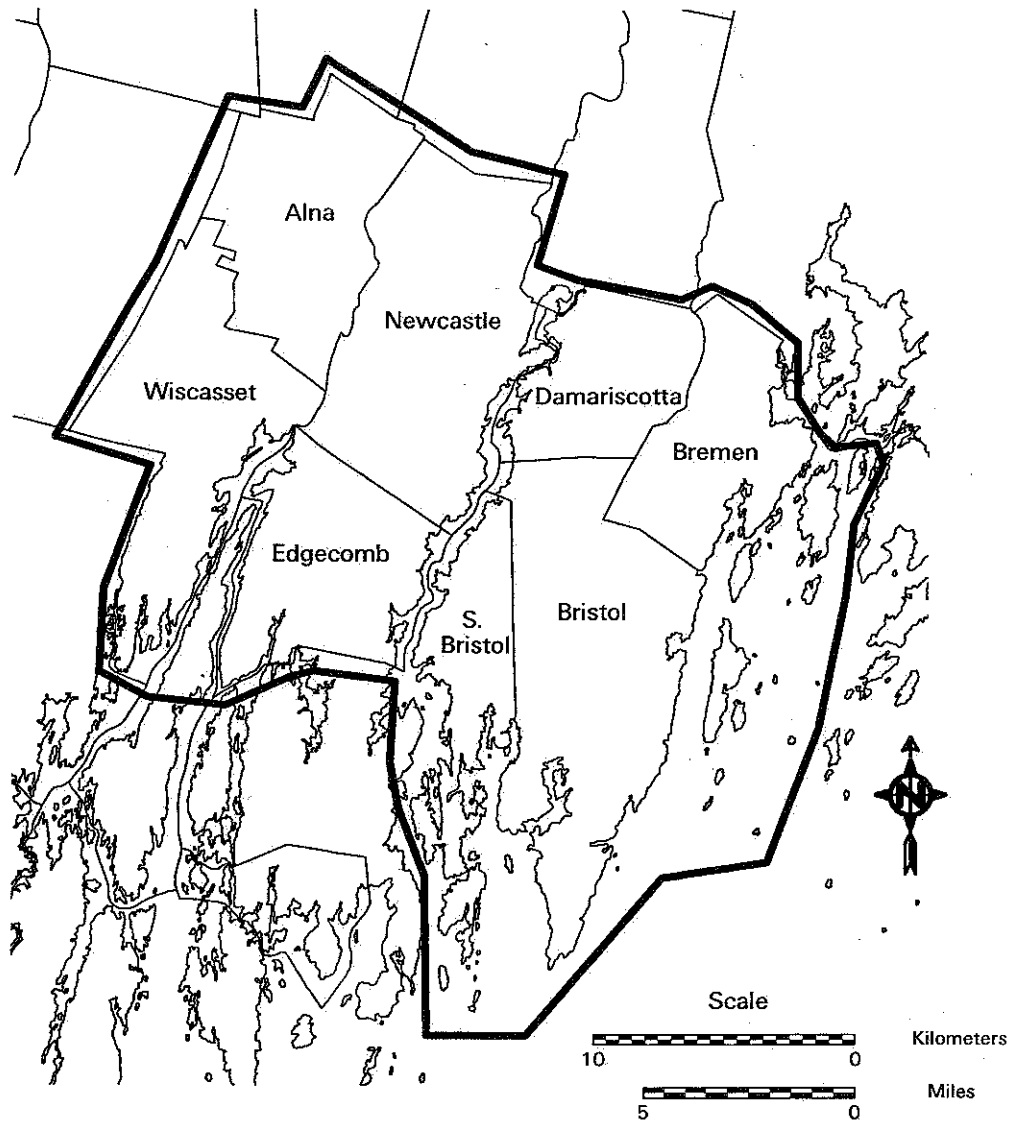 Alna
Newcastle
Wiscasset
Damariscotta
Bremen
Edgecomb
S.
Bristol
Bristol
N
Scale
Kilometers
10 0
Miles
5 0